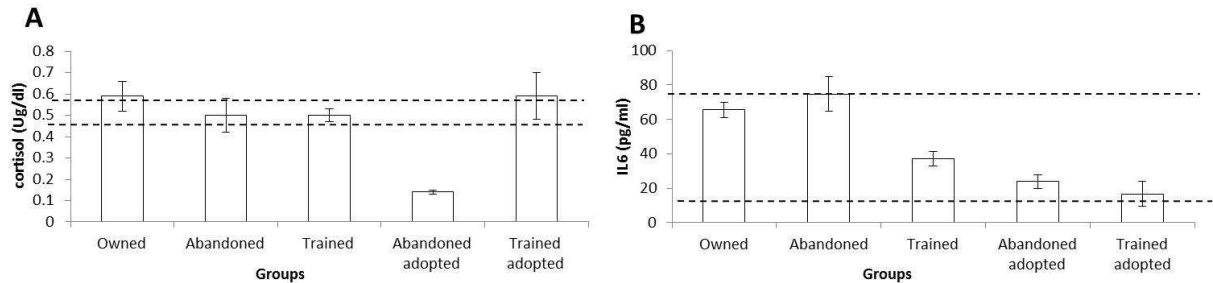 A
cortisol (Ug/dl)
0.8
0.7
0.6
0.5
0.4
0.3
0.2
0.1
0
Owned
Abandoned
Trained
Abandoned
adopted
Trained
adopted
Groups
B
IL6 (pg/ml)
100
80
60
40
20
0
Owned
Abandoned
Trained
Abandoned
adopted
Trained
adopted
Groups